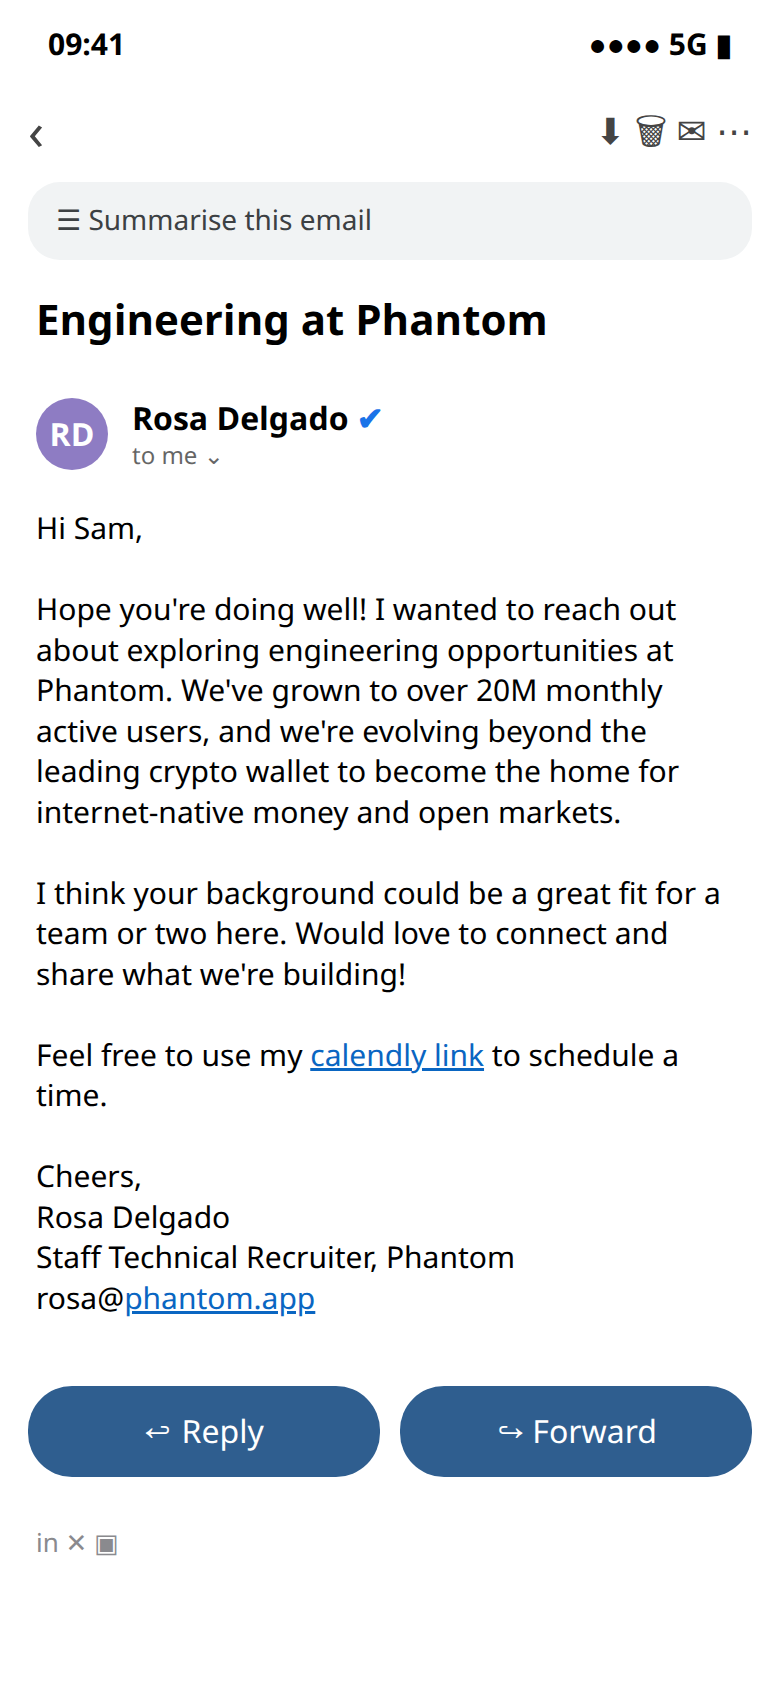 09:41
5G
Summarise this email
Engineering at Phantom
RD
Rosa Delgado
to me
Hi Sam,
Hope you're doing well! I wanted to reach out
about exploring engineering opportunities at
Phantom. We've grown to over 20M monthly
active users, and we're evolving beyond the
leading crypto wallet to become the home for
internet-native money and open markets.
I think your background could be a great fit for a
team or two here. Would love to connect and
share what we're building!
Feel free to use my calendly link to schedule a
time.
Cheers,
Rosa Delgado
Staff Technical Recruiter, Phantom
rosa@phantom.app
Reply
Forward
in